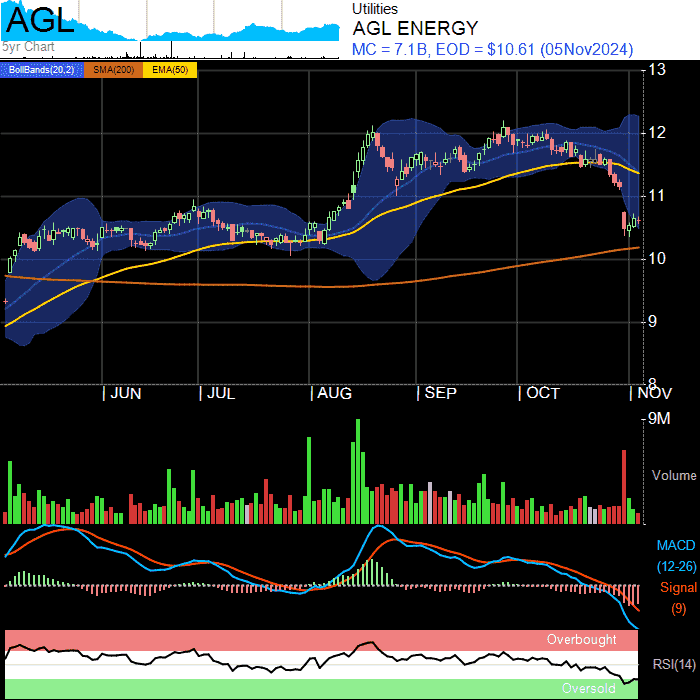 AGL
5yr Chart
Utilities
AGL ENERGY
MC = 7.1B, EOD = $10.61 (05Nov2024)
BollBands(20,2) SMA(200) EMA(50)
13
12
11
10
9
8
JUN JUL AUG SEP OCT NOV
9M
Volume
MACD
(12-26)
Signal
(9)
Overbought
RSI(14)
Oversold